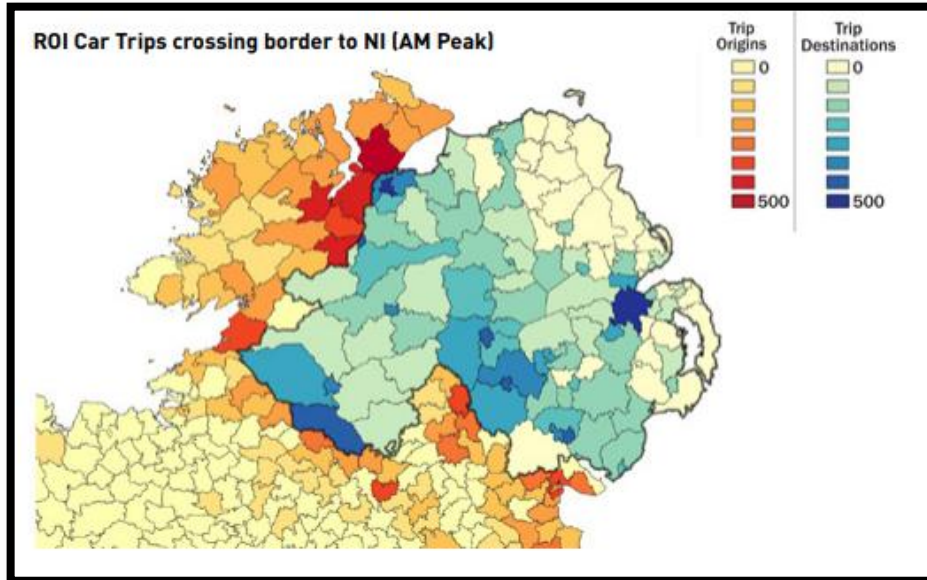 ROI Car Trips crossing border to NI (AM Peak)
Trip Origins
0
500
Trip Destinations
0
500